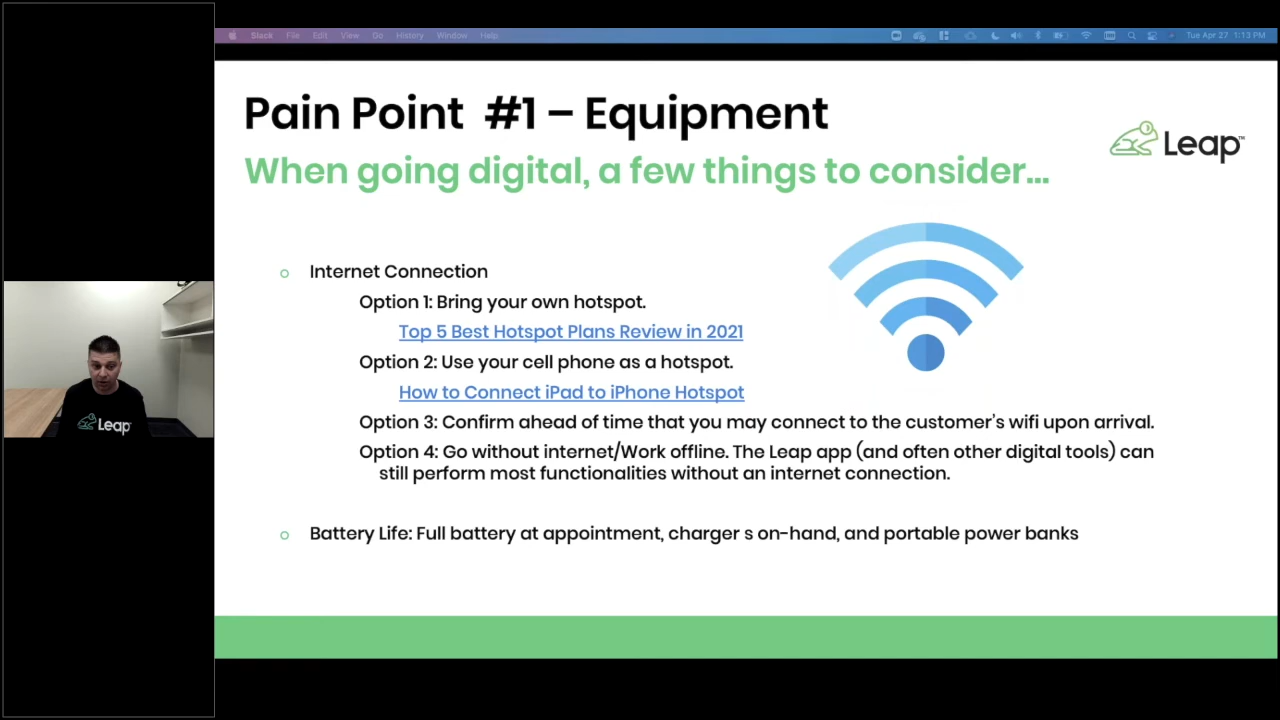 Slack File Edit View Go History Window Help Tue Apr 27 1:13 PM
Pain Point #1 – Equipment
When going digital, a few things to consider...
Leap™
Internet Connection
Option 1: Bring your own hotspot.
Top 5 Best Hotspot Plans Review in 2021
Option 2: Use your cell phone as a hotspot.
How to Connect iPad to iPhone Hotspot
Option 3: Confirm ahead of time that you may connect to the customer's wifi upon arrival.
Option 4: Go without internet/Work offline. The Leap app (and often other digital tools) can
still perform most functionalities without an internet connection.
Leap
Battery Life: Full battery at appointment, charger s on-hand, and portable power banks